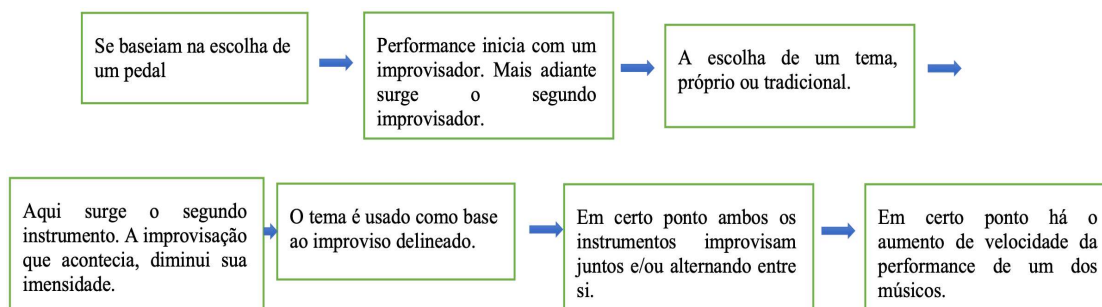 Se baseiam na escolha de
um pedal
Performance inicia com um
improvisador. Mais adiante
surge o segundo
improvisador.
A escolha de um tema,
próprio ou tradicional.
Aqui surge o segundo
instrumento. A improvisação
que acontecia, diminui sua
imensidade.
O tema é usado como base
ao improviso delineado.
Em certo ponto ambos os
instrumentos improvisam
juntos e/ou alternando entre
si.
Em certo ponto há o
aumento de velocidade da
performance de um dos
músicos.